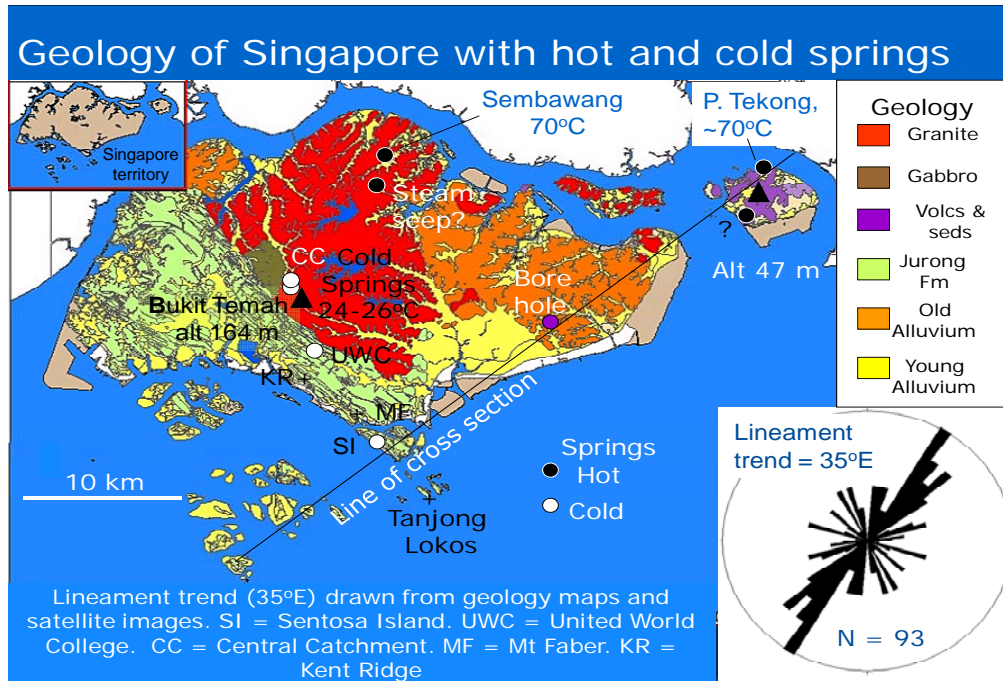 Geology of Singapore with hot and cold springs
Singapore
territory
Sembawang
70°C
P. Tekong,
~70°C
Steam
seep?
CC
Cold
Springs
24-26°C
Bukit Temah
alt 164 m
UWC
KR
MF
SI
Bore
hole
?
Alt 47 m
Line of cross section
10 km
Tanjong
Lokos
Springs
Hot
Cold
Geology
Granite
Gabbro
Volcs &
seds
Jurong
Fm
Old
Alluvium
Young
Alluvium
Lineament
trend = 35°E
N = 93
Lineament trend (35°E) drawn from geology maps and
satellite images. SI = Sentosa Island. UWC = United World
College. CC = Central Catchment. MF = Mt Faber. KR =
Kent Ridge